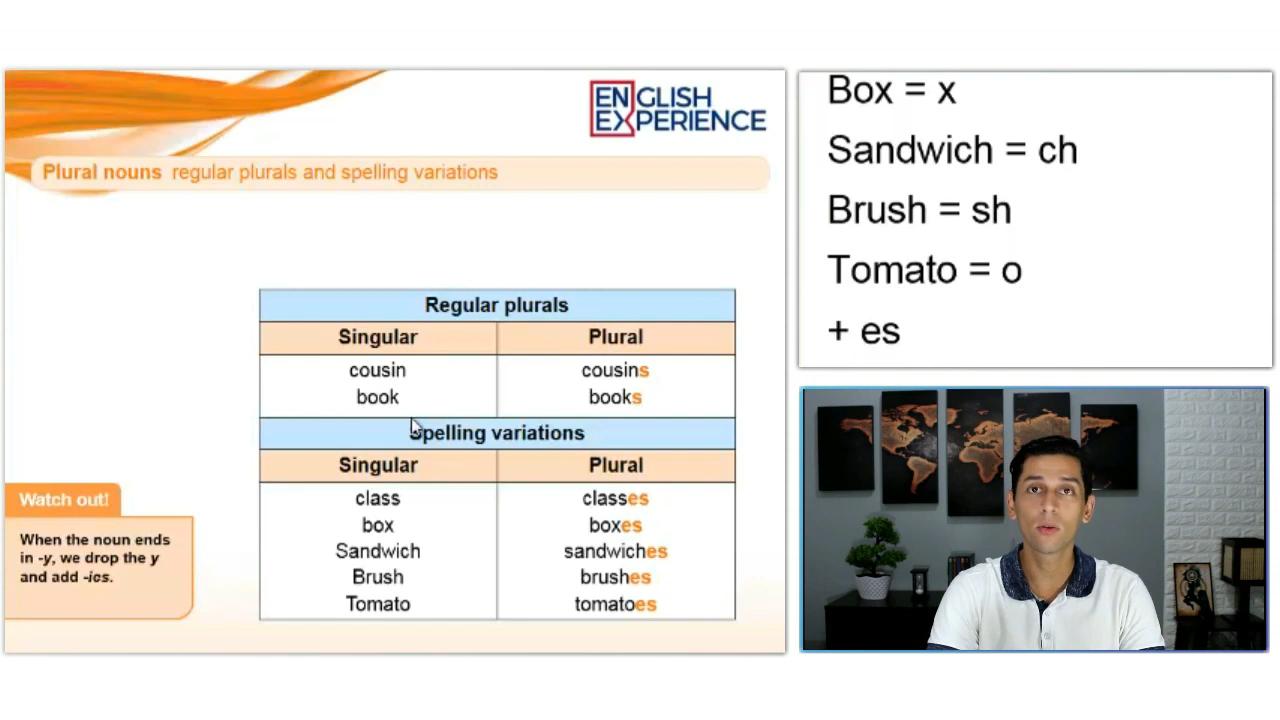 ENGLISH
EXPERIENCE
Plural nouns regular plurals and spelling variations
Regular plurals
Singular Plural
cousin cousins
book books
Spelling variations
Singular Plural
class classes
box boxes
Sandwich sandwiches
Brush brushes
Tomato tomatoes
Watch out!
When the noun ends
in -y, we drop the y
and add -ies.
Box = x
Sandwich = ch
Brush = sh
Tomato = o
+ es